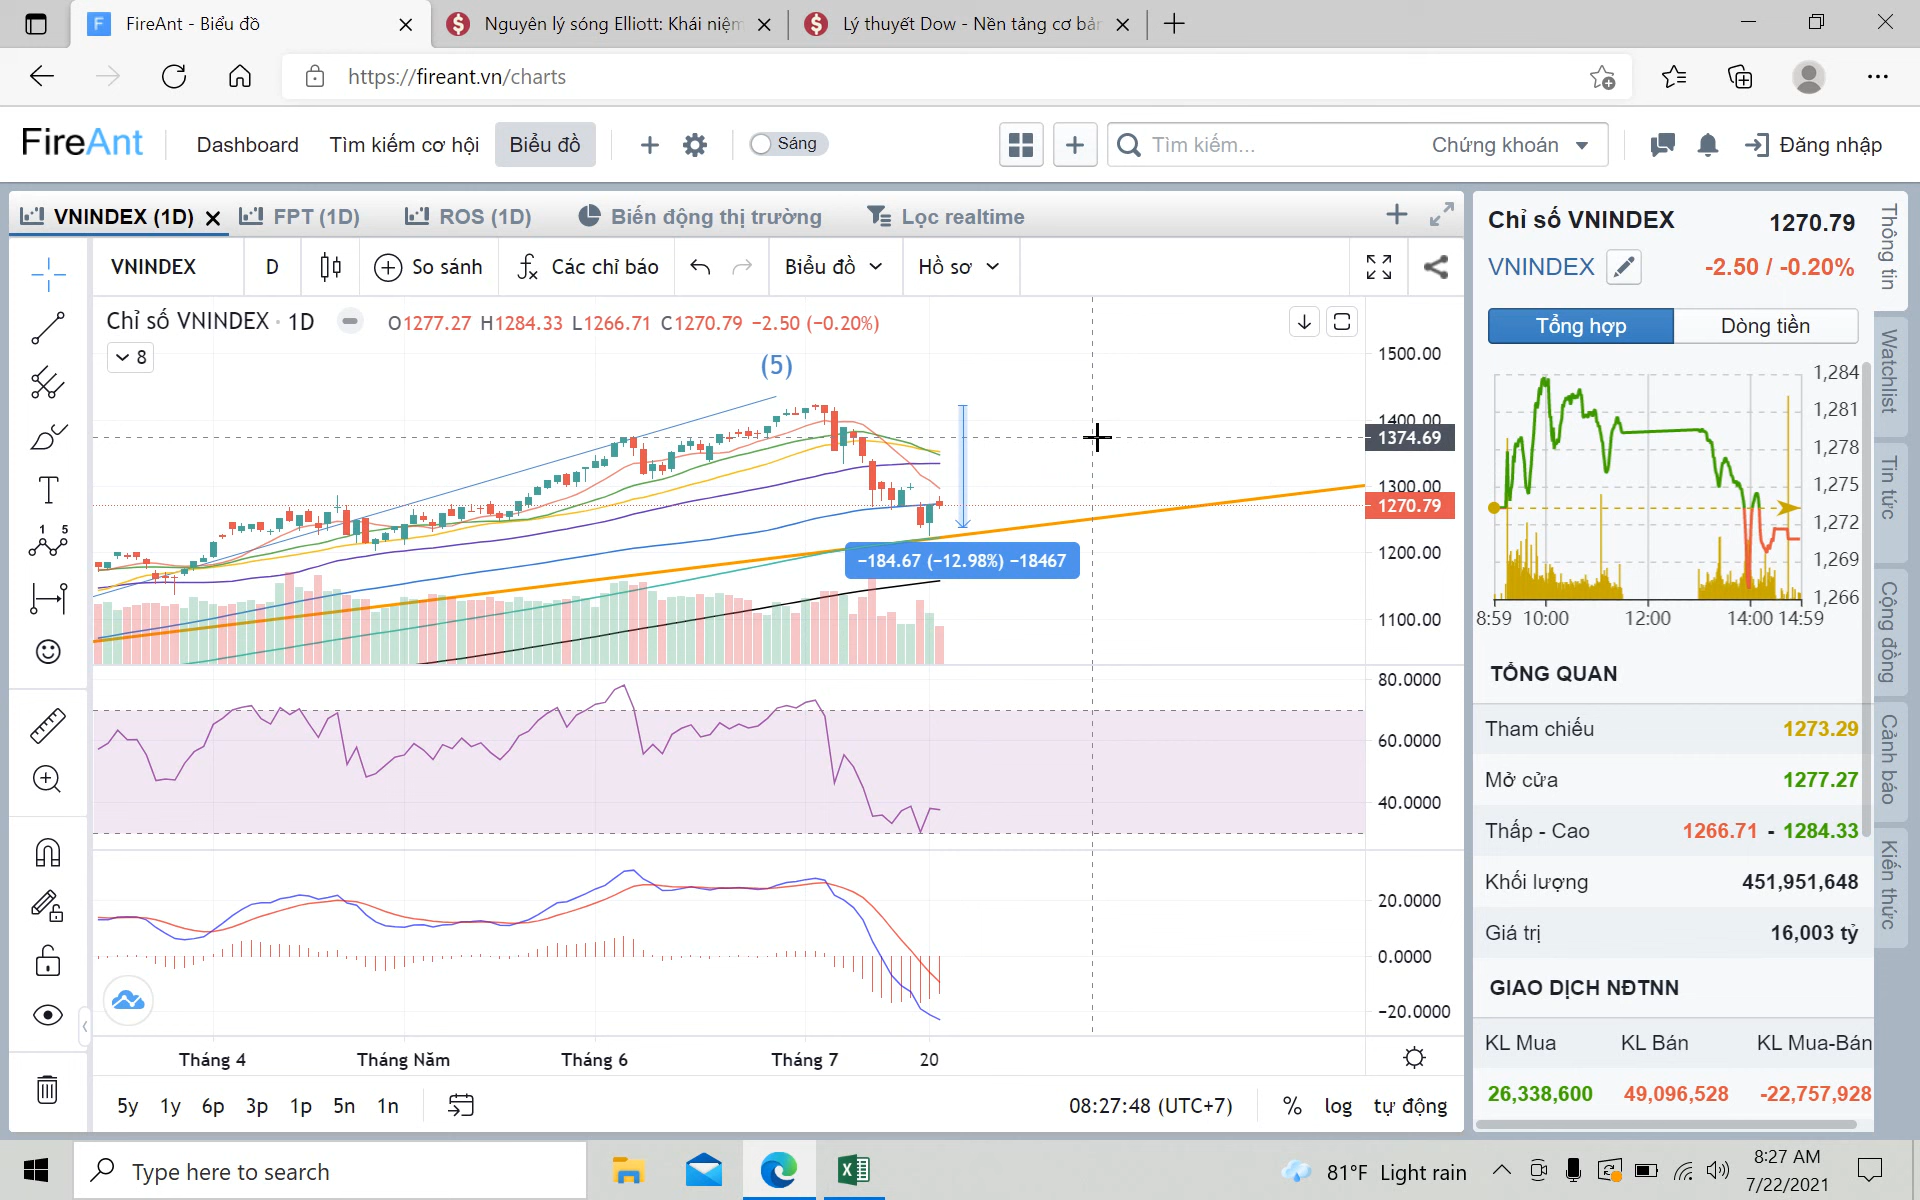 FireAnt - Biểu đồ
Nguyên lý sóng Elliott: Khái niệm
Lý thuyết Dow - Nền tảng cơ bản
https://fireant.vn/charts
FireAnt
Dashboard
Tìm kiếm cơ hội
Biểu đồ
Sáng
Tìm kiếm...
Chứng khoán
Đăng nhập
VNINDEX (1D)
FPT (1D)
ROS (1D)
Biến động thị trường
Lọc realtime
VNINDEX
D
So sánh
Các chỉ báo
Biểu đồ
Hồ sơ
Chỉ số VNINDEX · 1D
O1277.27 H1284.33 L1266.71 C1270.79 −2.50 (−0.20%)
8
(5)
−184.67 (−12.98%) −18467
1500.00
1400.00
1374.69
1300.00
1270.79
1200.00
1100.00
80.0000
60.0000
40.0000
20.0000
0.0000
−20.0000
Tháng 4
Tháng Năm
Tháng 6
Tháng 7
20
5y 1y 6p 3p 1p 5n 1n
08:27:48 (UTC+7)
% log tự động
Chỉ số VNINDEX
1270.79
VNINDEX
-2.50 / -0.20%
Tổng hợp
Dòng tiền
1,284
1,281
1,278
1,275
1,272
1,269
1,266
8:59 10:00 12:00 14:00 14:59
TỔNG QUAN
Tham chiếu 1273.29
Mở cửa 1277.27
Thấp - Cao 1266.71 - 1284.33
Khối lượng 451,951,648
Giá trị 16,003 tỷ
GIAO DỊCH NĐTNN
KL Mua KL Bán KL Mua-Bán
26,338,600 49,096,528 -22,757,928
Thông tin
Watchlist
Tin tức
Cộng đồng
Cảnh báo
Kiến thức
Type here to search
81°F Light rain
8:27 AM
7/22/2021